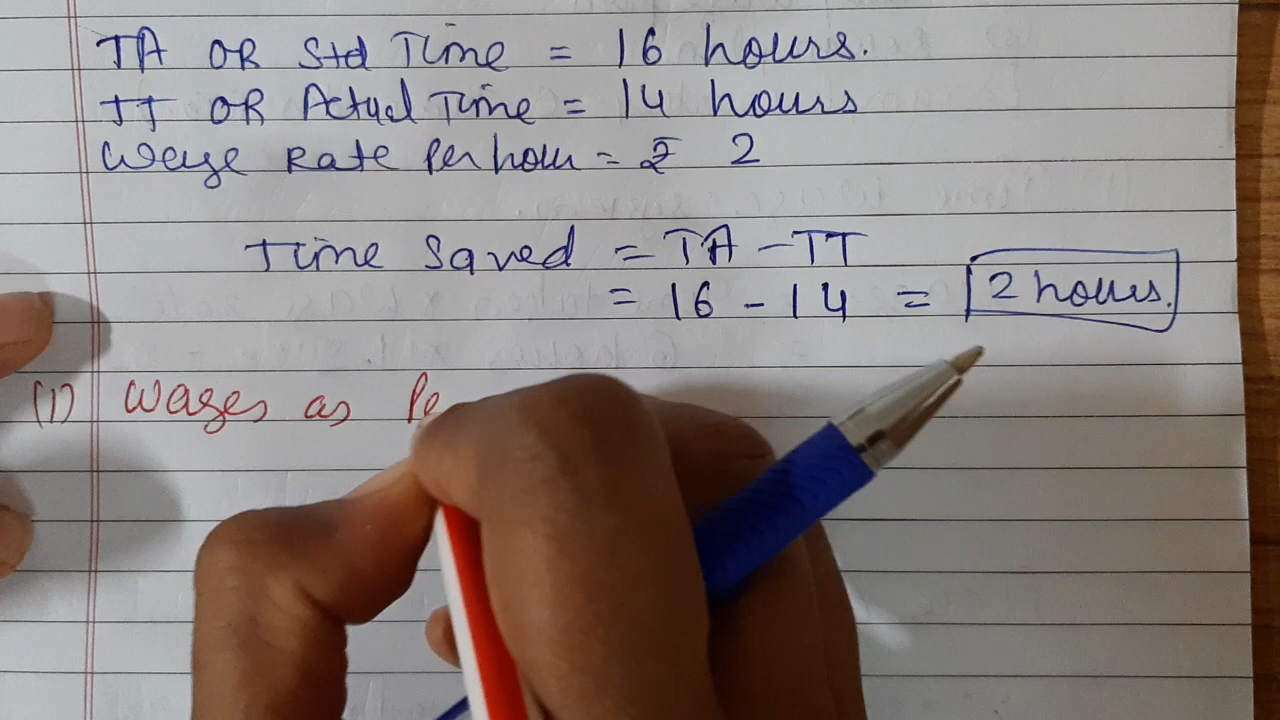 TA OR Std Time = 16 hours.
TT OR Actual Time = 14 hours
Wage Rate Per hour = ₹ 2
Time Saved = TA - TT
= 16 - 14 = 2 hours.
(1) Wages as Pe